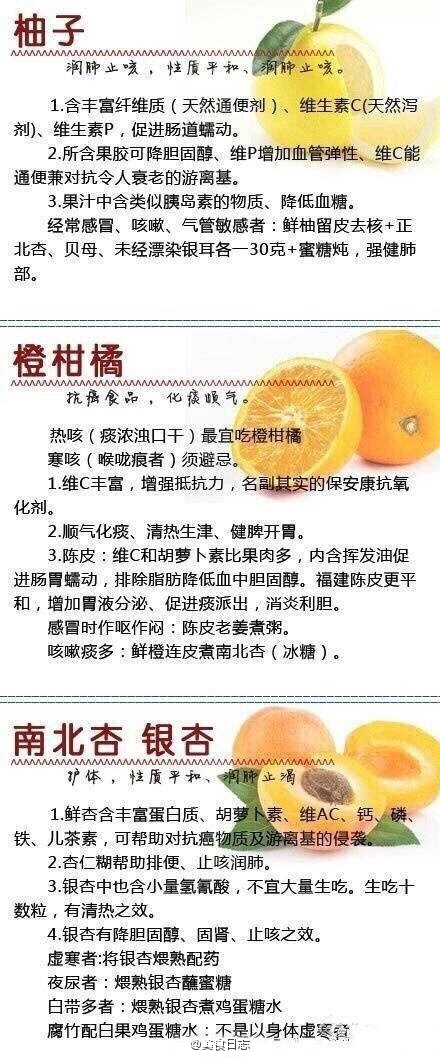 柚子
润肺止咳，性质平和、润肺止咳。
1.含丰富纤维质（天然通便剂）、维生素C(天然泻
剂)、维生素P，促进肠道蠕动。
2.所含果胶可降胆固醇、维P增加血管弹性、维C能
通便兼对抗令人衰老的游离基。
3.果汁中含类似胰岛素的物质、降低血糖。
经常感冒、咳嗽、气管敏感者：鲜柚留皮去核+正
北杏、贝母、未经漂染银耳各一30克+蜜糖炖，强健肺
部。
橙柑橘
抗癌食品，化痰顺气。
热咳（痰浓浊口干）最宜吃橙柑橘
寒咳（喉咙痕者）须避忌。
1.维C丰富，增强抵抗力，名副其实的保安康抗氧
化剂。
2.顺气化痰、清热生津、健脾开胃。
3.陈皮：维C和胡萝卜素比果肉多，内含挥发油促
进肠胃蠕动，排除脂肪降低血中胆固醇。福建陈皮更平
和，增加胃液分泌、促进痰派出，消炎利胆。
感冒时作呕作闷：陈皮老姜煮粥。
咳嗽痰多：鲜橙连皮煮南北杏（冰糖）。
南北杏 银杏
护体，性质平和、润肺止渴
1.鲜杏含丰富蛋白质、胡萝卜素、维AC、钙、磷、
铁、儿茶素，可帮助对抗癌物质及游离基的侵袭。
2.杏仁糊帮助排便、止咳润肺。
3.银杏中也含小量氢氰酸，不宜大量生吃。生吃十
数粒，有清热之效。
4.银杏有降胆固醇、固肾、止咳之效。
虚寒者:将银杏煨熟配药
夜尿者：煨熟银杏蘸蜜糖
白带多者：煨熟银杏煮鸡蛋糖水
腐竹配白果鸡蛋糖水：不是以身体虚寒者
@美食日志